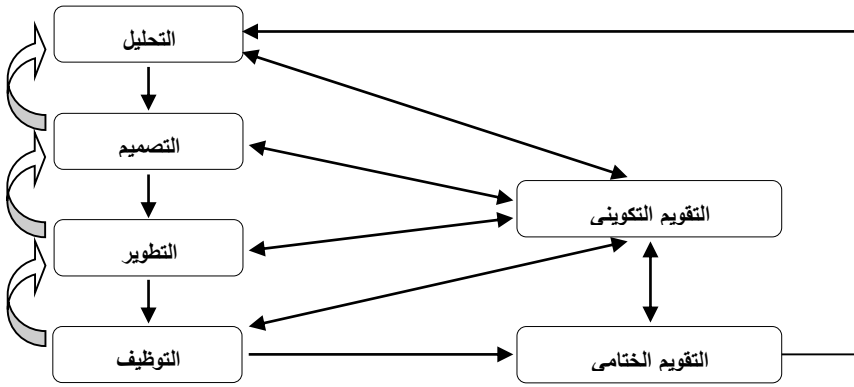 التحليل
التصميم
التقويم التكوينى
التطوير
التوظيف
التقويم الختامى